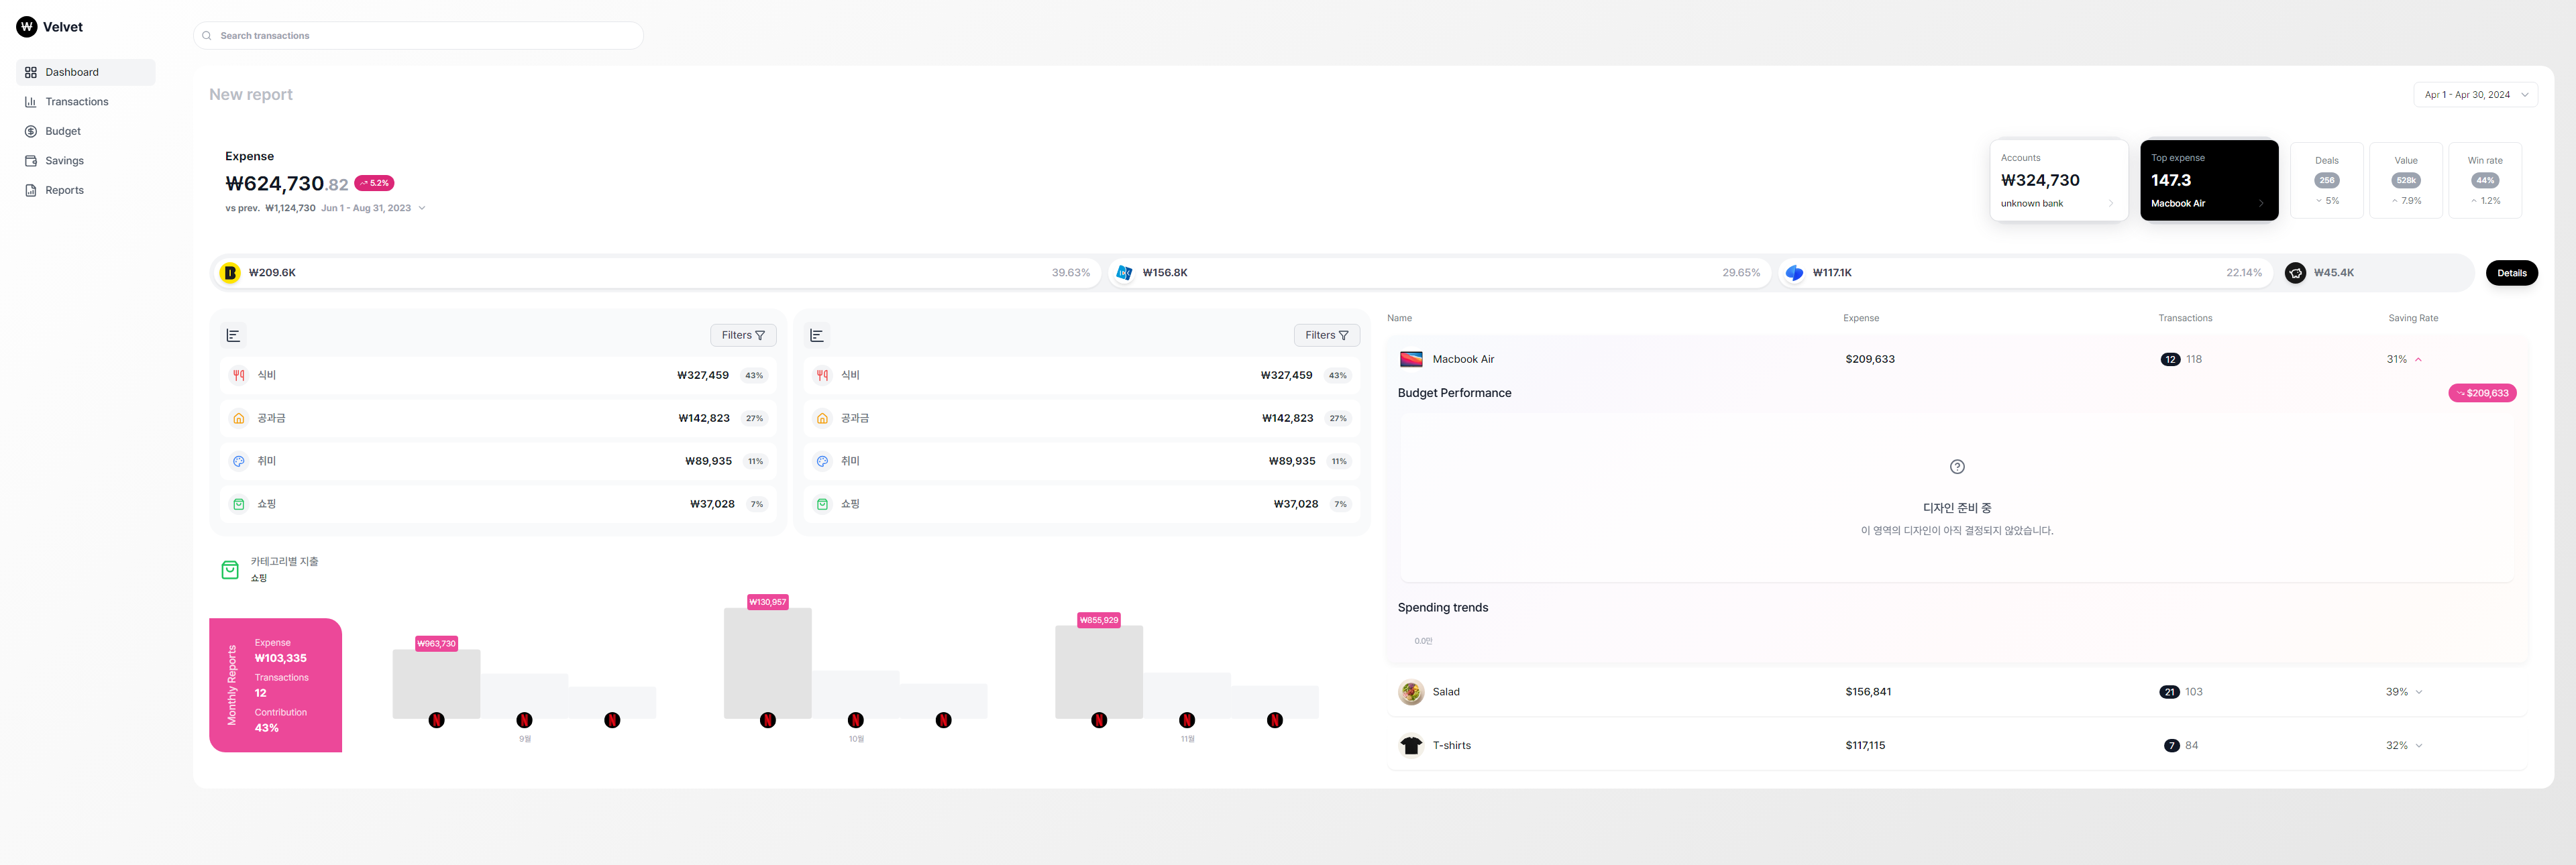 Velvet
Search transactions
Dashboard
Transactions
Budget
Savings
Reports
New report
Apr 1 - Apr 30, 2024
Expense
₩624,730.82
5.2%
vs prev. ₩1,124,730 Jun 1 - Aug 31, 2023
Accounts
₩324,730
unknown bank
Top expense
147.3
Macbook Air
Deals
256
5%
Value
528k
7.9%
Win rate
44%
1.2%
₩209.6K 39.63%
₩156.8K 29.65%
₩117.1K 22.14%
₩45.4K
Details
Filters
식비 ₩327,459 43%
공과금 ₩142,823 27%
취미 ₩89,935 11%
쇼핑 ₩37,028 7%
Filters
식비 ₩327,459 43%
공과금 ₩142,823 27%
취미 ₩89,935 11%
쇼핑 ₩37,028 7%
카테고리별 지출
쇼핑
Monthly Reports
Expense
₩103,335
Transactions
12
Contribution
43%
₩963,730
₩130,957
₩855,929
9월
10월
11월
Name Expense Transactions Saving Rate
Macbook Air $209,633 12 118 31%
Budget Performance
$209,633
디자인 준비 중
이 영역의 디자인이 아직 결정되지 않았습니다.
Spending trends
0.0만
Salad $156,841 21 103 39%
T-shirts $117,115 7 84 32%